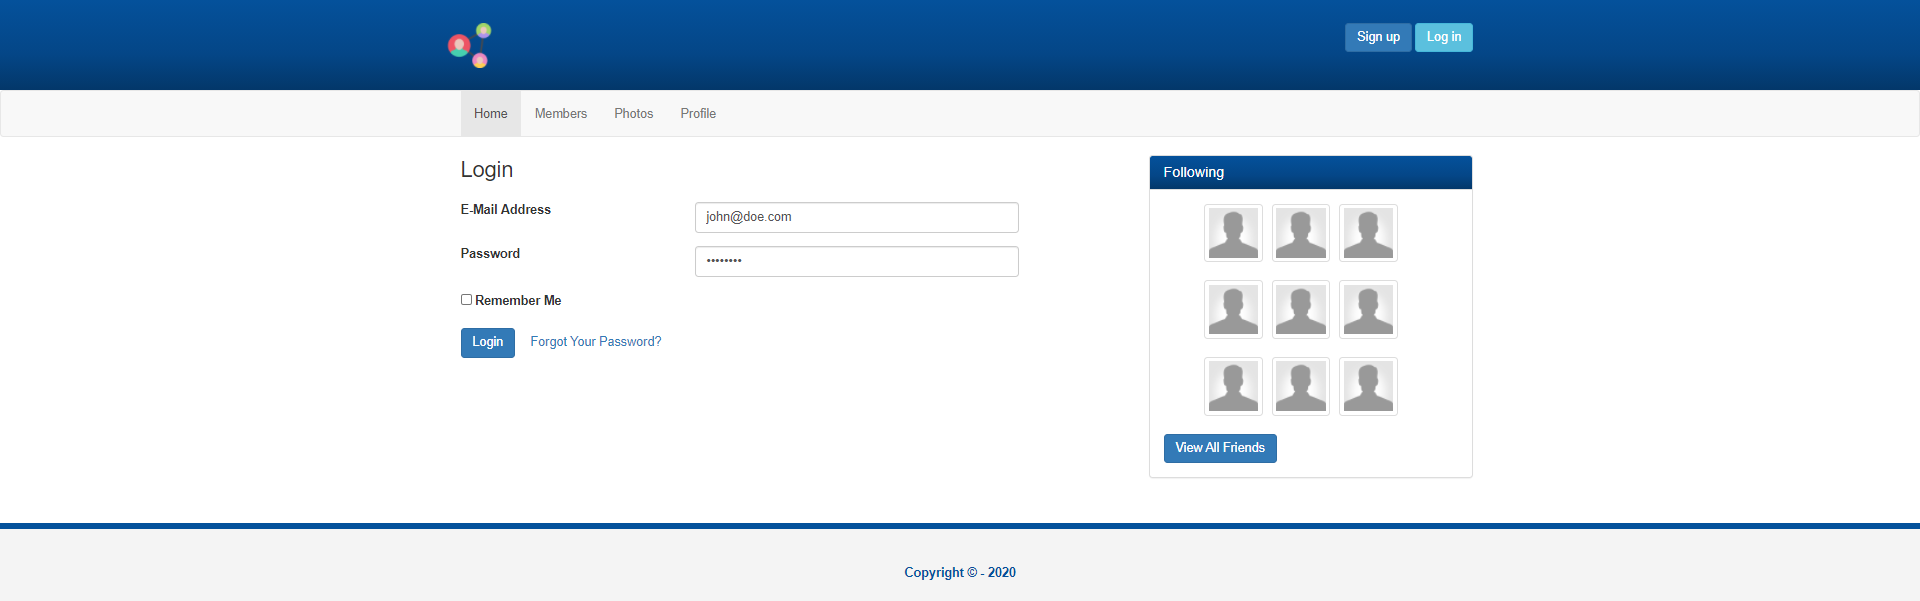 Sign up Log in
Home Members Photos Profile
Login
E-Mail Address john@doe.com
Password ••••••••
Remember Me
Login Forgot Your Password?
Following
View All Friends
Copyright © - 2020